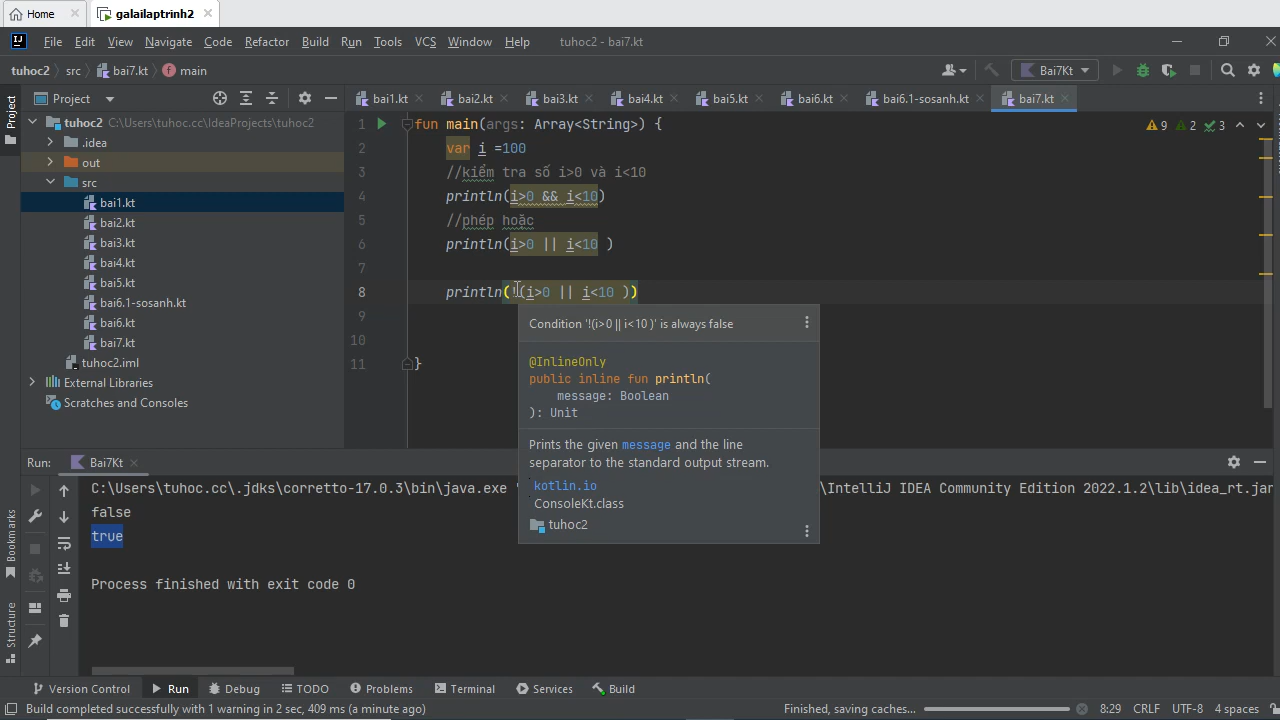 Home
galailaptrinh2
IJ File Edit View Navigate Code Refactor Build Run Tools VCS Window Help tuhoc2 - bai7.kt
tuhoc2 src bai7.kt main
Bai7Kt
Project
bai1.kt bai2.kt bai3.kt bai4.kt bai5.kt bai6.kt bai6.1-sosanh.kt bai7.kt
tuhoc2 C:\Users\tuhoc.cc\IdeaProjects\tuhoc2
.idea
out
src
bai1.kt
bai2.kt
bai3.kt
bai4.kt
bai5.kt
bai6.1-sosanh.kt
bai6.kt
bai7.kt
tuhoc2.iml
External Libraries
Scratches and Consoles
Project
9 2 3
1 fun main(args: Array<String>) {
2 var i =100
3 //kiểm tra số i>0 và i<10
4 println(i>0 && i<10)
5 //phép hoặc
6 println(i>0 || i<10 )
7
8 println(!(i>0 || i<10 ))
9
10
11 }
Condition '!(i>0 || i<10 )' is always false
@InlineOnly
public inline fun println(
message: Boolean
): Unit
Prints the given message and the line
separator to the standard output stream.
kotlin.io
ConsoleKt.class
tuhoc2
Run: Bai7Kt
C:\Users\tuhoc.cc\.jdks\corretto-17.0.3\bin\java.exe \IntelliJ IDEA Community Edition 2022.1.2\lib\idea_rt.jar
false
true
Process finished with exit code 0
Bookmarks
Structure
Version Control Run Debug TODO Problems Terminal Services Build
Build completed successfully with 1 warning in 2 sec, 409 ms (a minute ago)
Finished, saving caches... 8:29 CRLF UTF-8 4 spaces